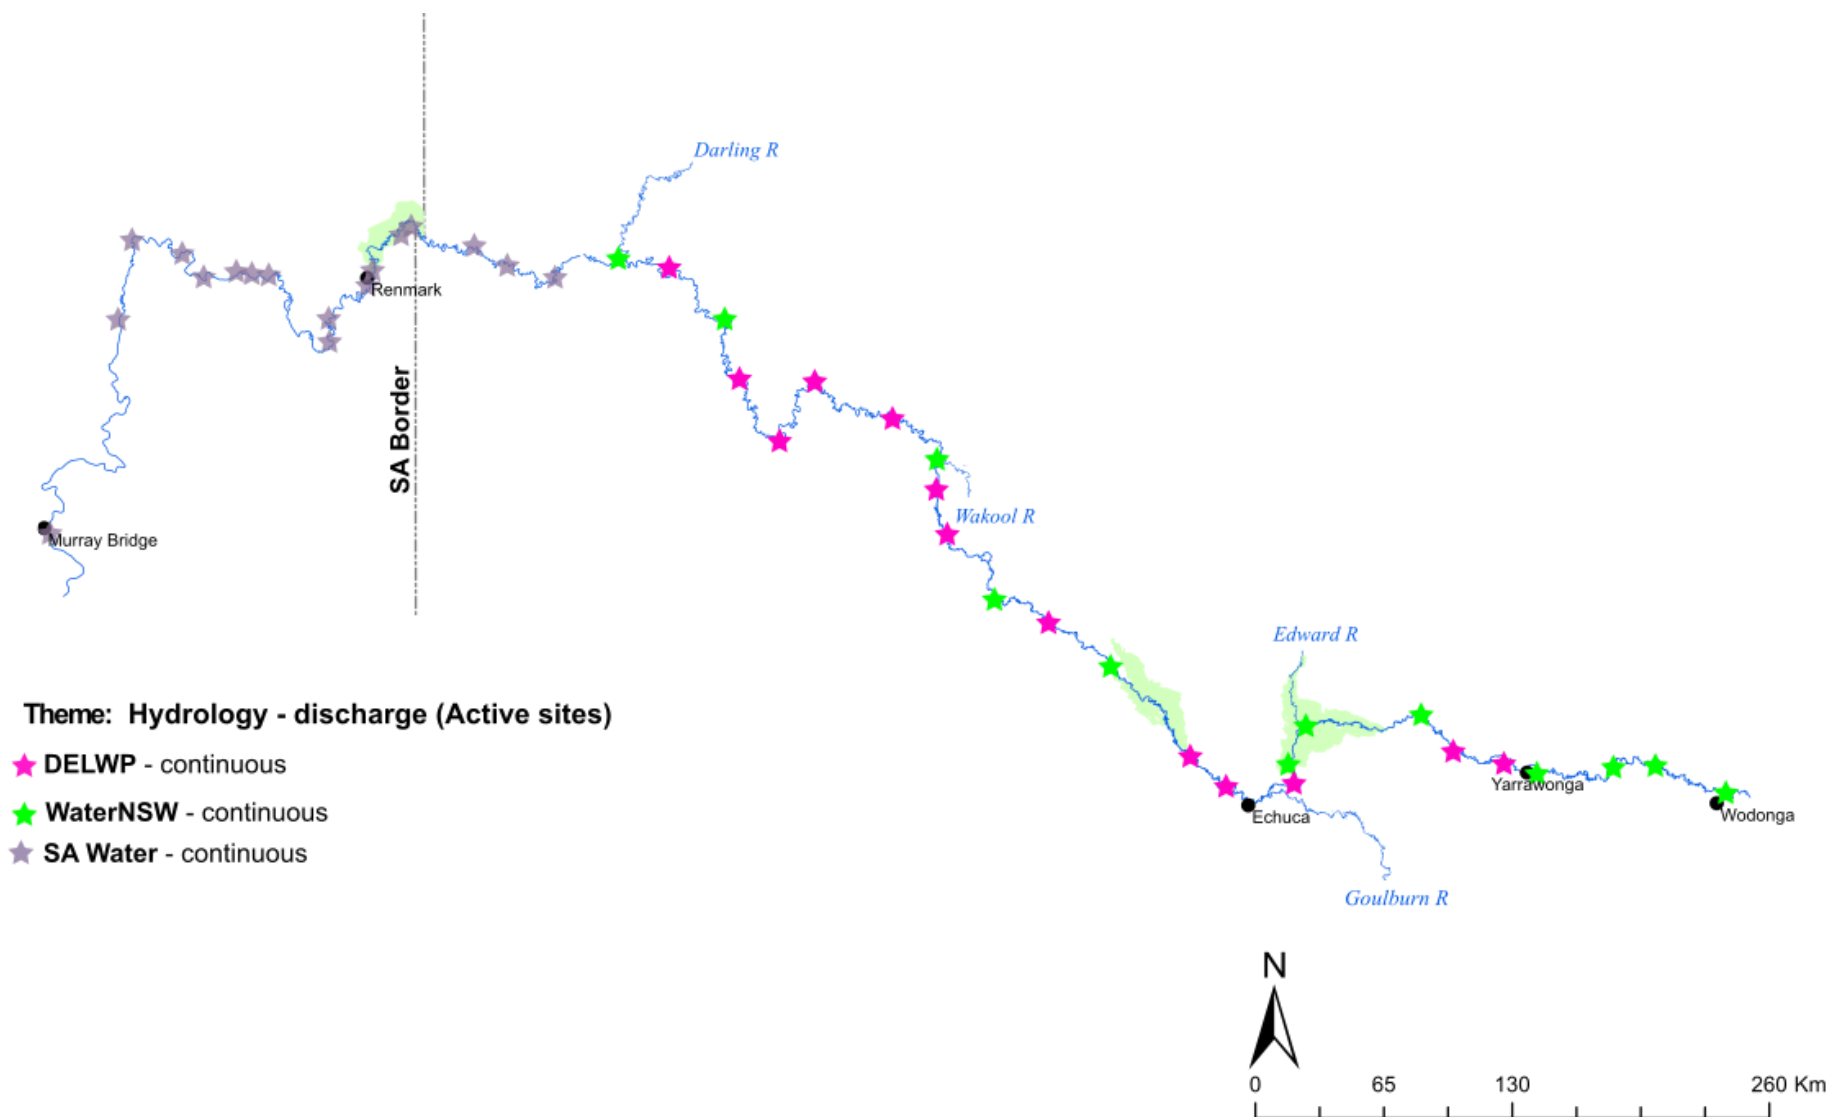 Darling R
Renmark
SA Border
Wakool R
Murray Bridge
Edward R
Theme: Hydrology - discharge (Active sites)
DELWP - continuous
WaterNSW - continuous
SA Water - continuous
Yarrawonga
Echuca
Wodonga
Goulburn R
N
0 65 130 260 Km